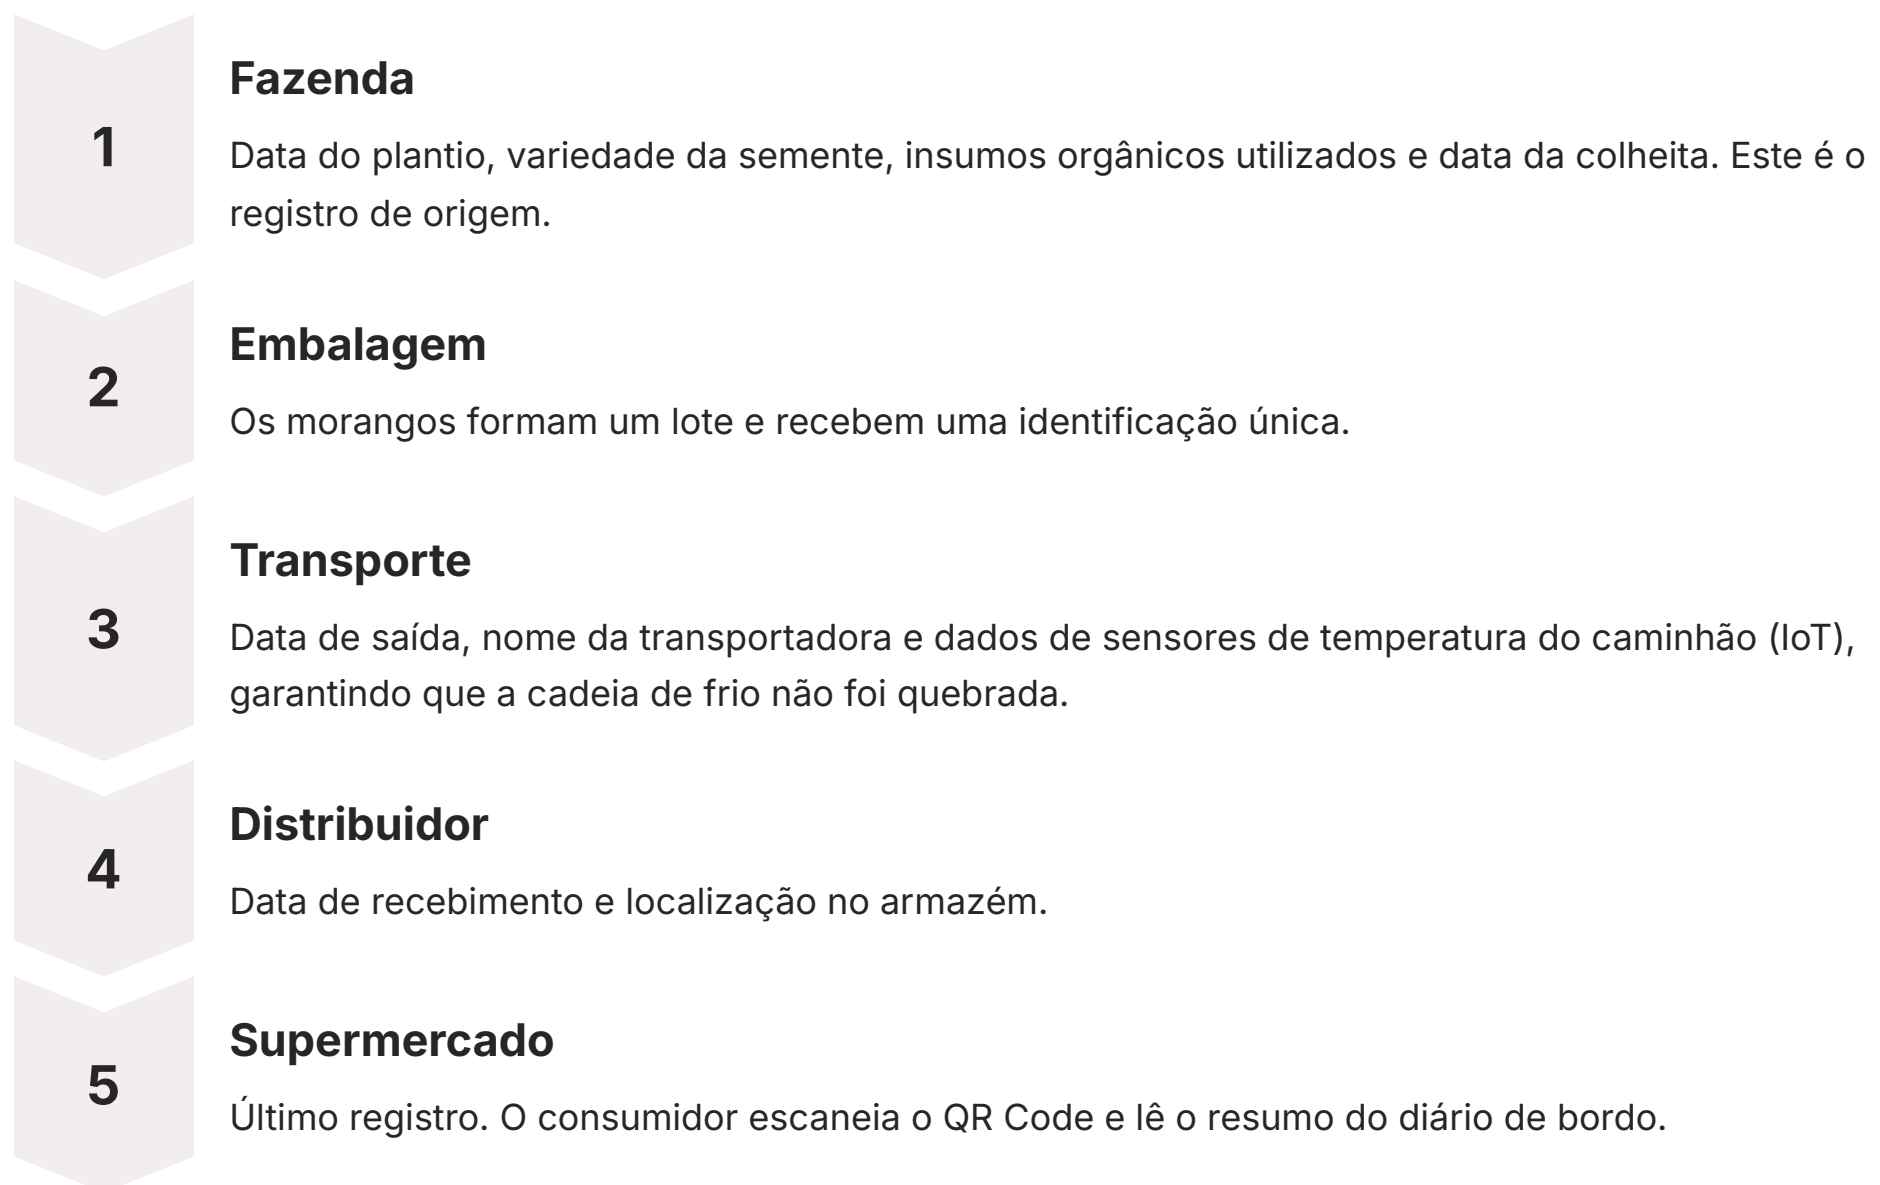 1
Fazenda
Data do plantio, variedade da semente, insumos orgânicos utilizados e data da colheita. Este é o
registro de origem.
2
Embalagem
Os morangos formam um lote e recebem uma identificação única.
3
Transporte
Data de saída, nome da transportadora e dados de sensores de temperatura do caminhão (IoT),
garantindo que a cadeia de frio não foi quebrada.
4
Distribuidor
Data de recebimento e localização no armazém.
5
Supermercado
Último registro. O consumidor escaneia o QR Code e lê o resumo do diário de bordo.